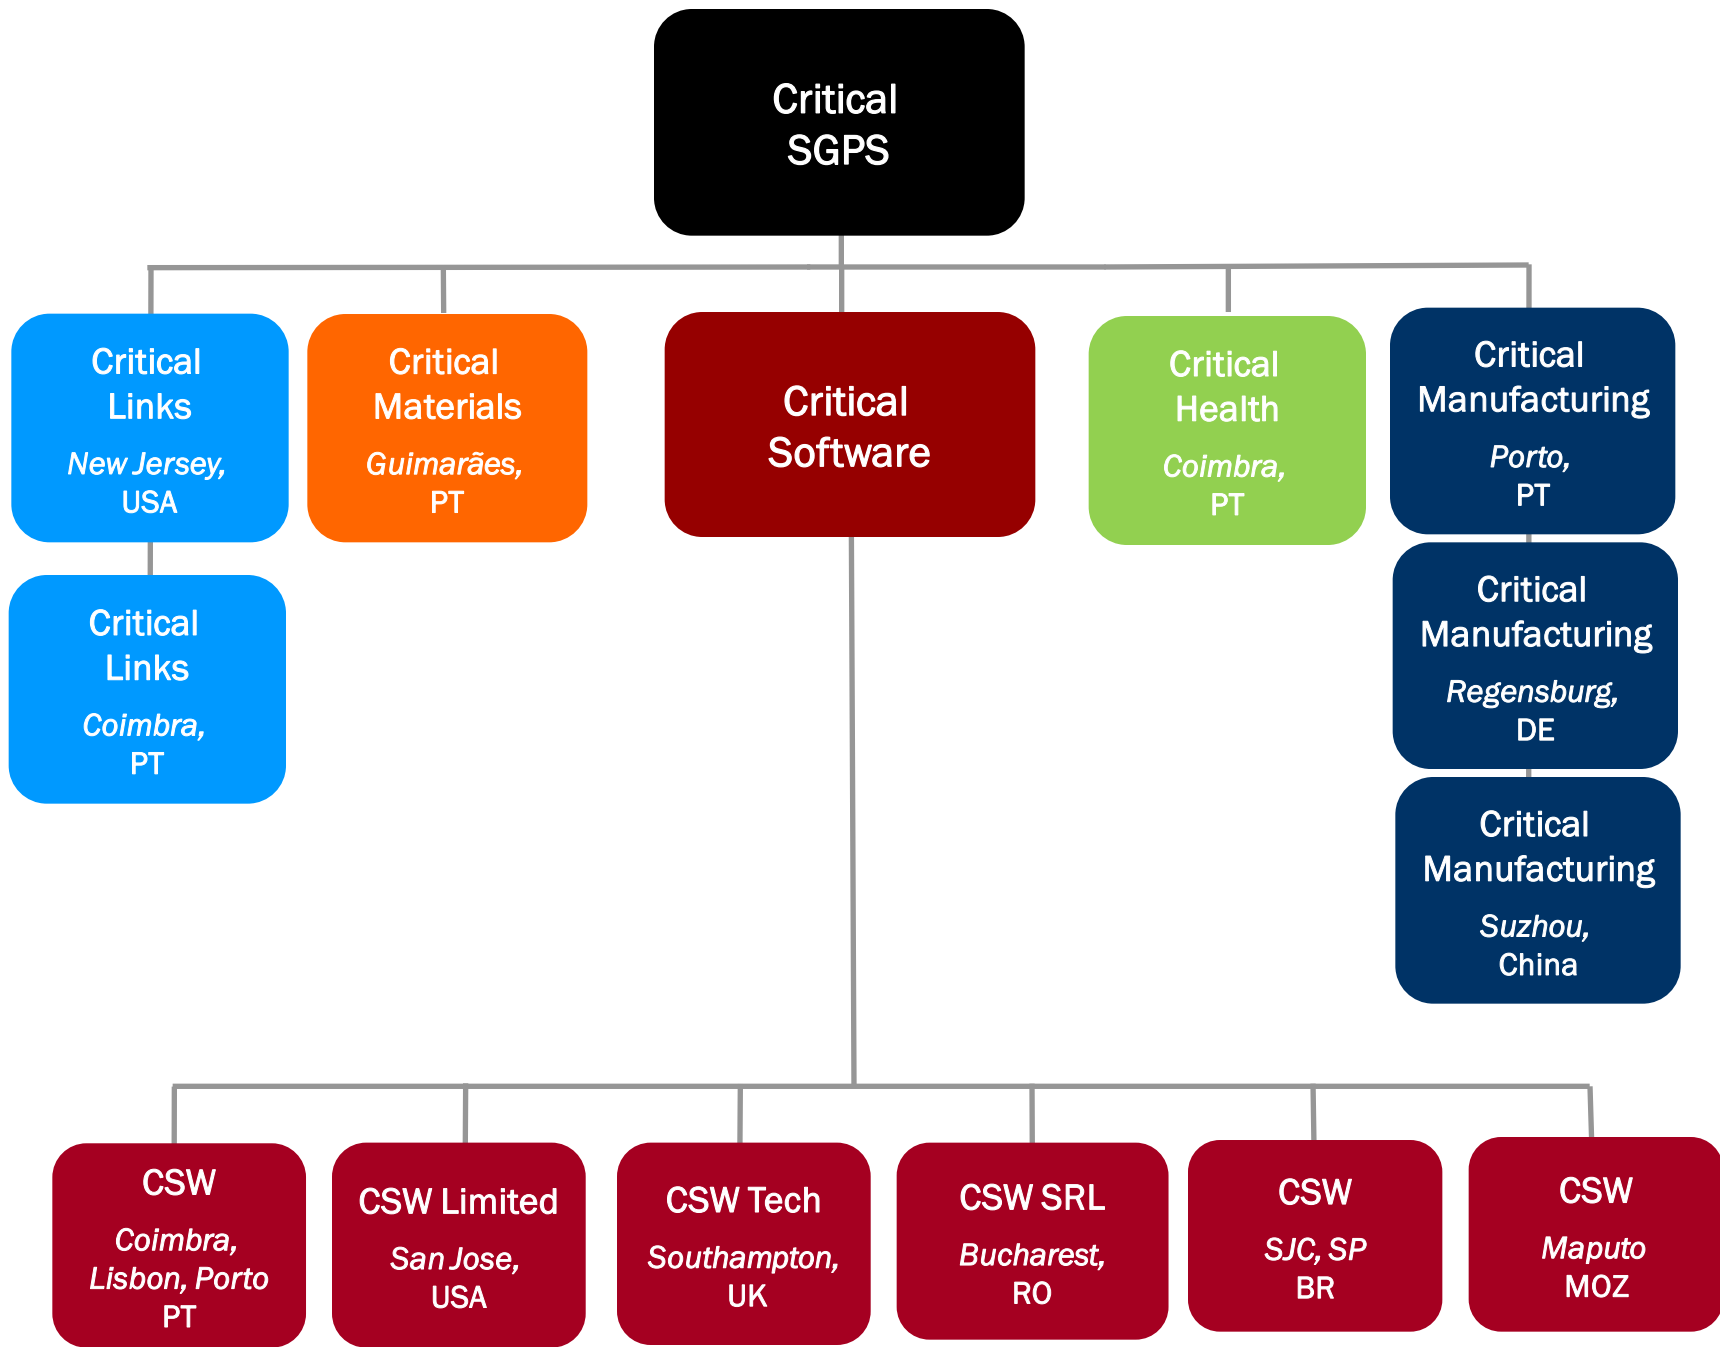 Critical
SGPS
Critical
Links
New Jersey,
USA
Critical
Materials
Guimarães,
PT
Critical
Software
Critical
Health
Coimbra,
PT
Critical
Manufacturing
Porto,
PT
Critical
Links
Coimbra,
PT
Critical
Manufacturing
Regensburg,
DE
Critical
Manufacturing
Suzhou,
China
CSW
Coimbra,
Lisbon, Porto
PT
CSW Limited
San Jose,
USA
CSW Tech
Southampton,
UK
CSW SRL
Bucharest,
RO
CSW
SJC, SP
BR
CSW
Maputo
MOZ